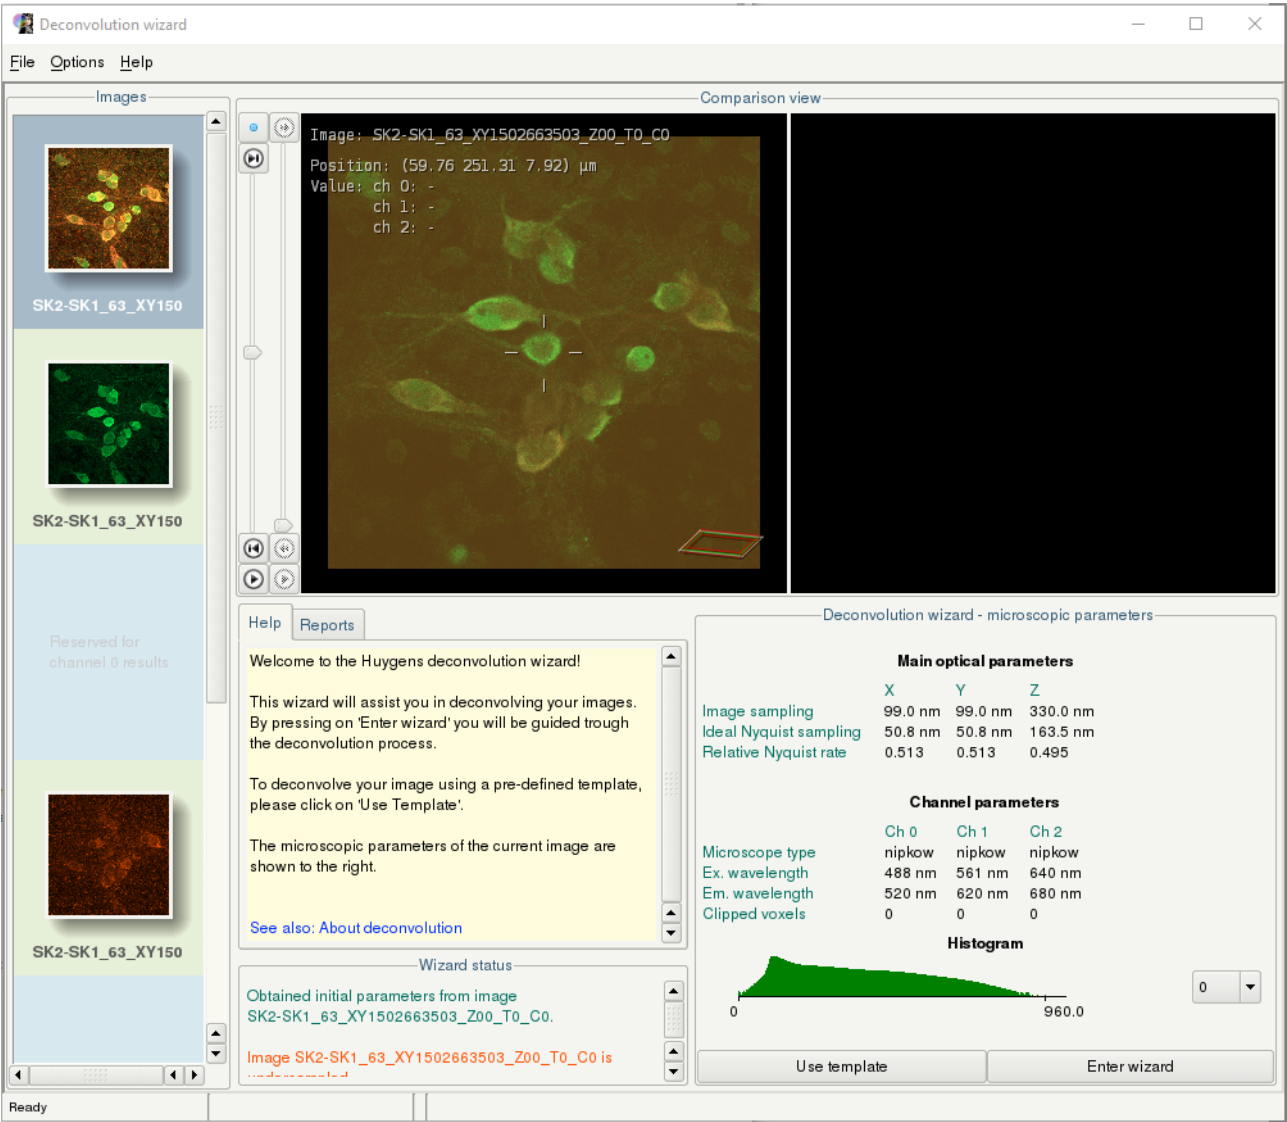 Deconvolution wizard
File Options Help
Images
SK2-SK1_63_XY150
SK2-SK1_63_XY150
Reserved for
channel 0 results
SK2-SK1_63_XY150
Comparison view
Image: SK2-SK1_63_XY1502663503_Z00_T0_C0
Position: (59.76 251.31 7.92) µm
Value: ch 0: -
ch 1: -
ch 2: -
Help Reports
Welcome to the Huygens deconvolution wizard!
This wizard will assist you in deconvolving your images.
By pressing on 'Enter wizard' you will be guided trough
the deconvolution process.
To deconvolve your image using a pre-defined template,
please click on 'Use Template'.
The microscopic parameters of the current image are
shown to the right.
See also: About deconvolution
Wizard status
Obtained initial parameters from image
SK2-SK1_63_XY1502663503_Z00_T0_C0.
Image SK2-SK1_63_XY1502663503_Z00_T0_C0 is
Deconvolution wizard - microscopic parameters
Main optical parameters
X Y Z
Image sampling 99.0 nm 99.0 nm 330.0 nm
Ideal Nyquist sampling 50.8 nm 50.8 nm 163.5 nm
Relative Nyquist rate 0.513 0.513 0.495
Channel parameters
Ch 0 Ch 1 Ch 2
Microscope type nipkow nipkow nipkow
Ex. wavelength 488 nm 561 nm 640 nm
Em. wavelength 520 nm 620 nm 680 nm
Clipped voxels 0 0 0
Histogram
0 960.0
0
Use template Enter wizard
Ready